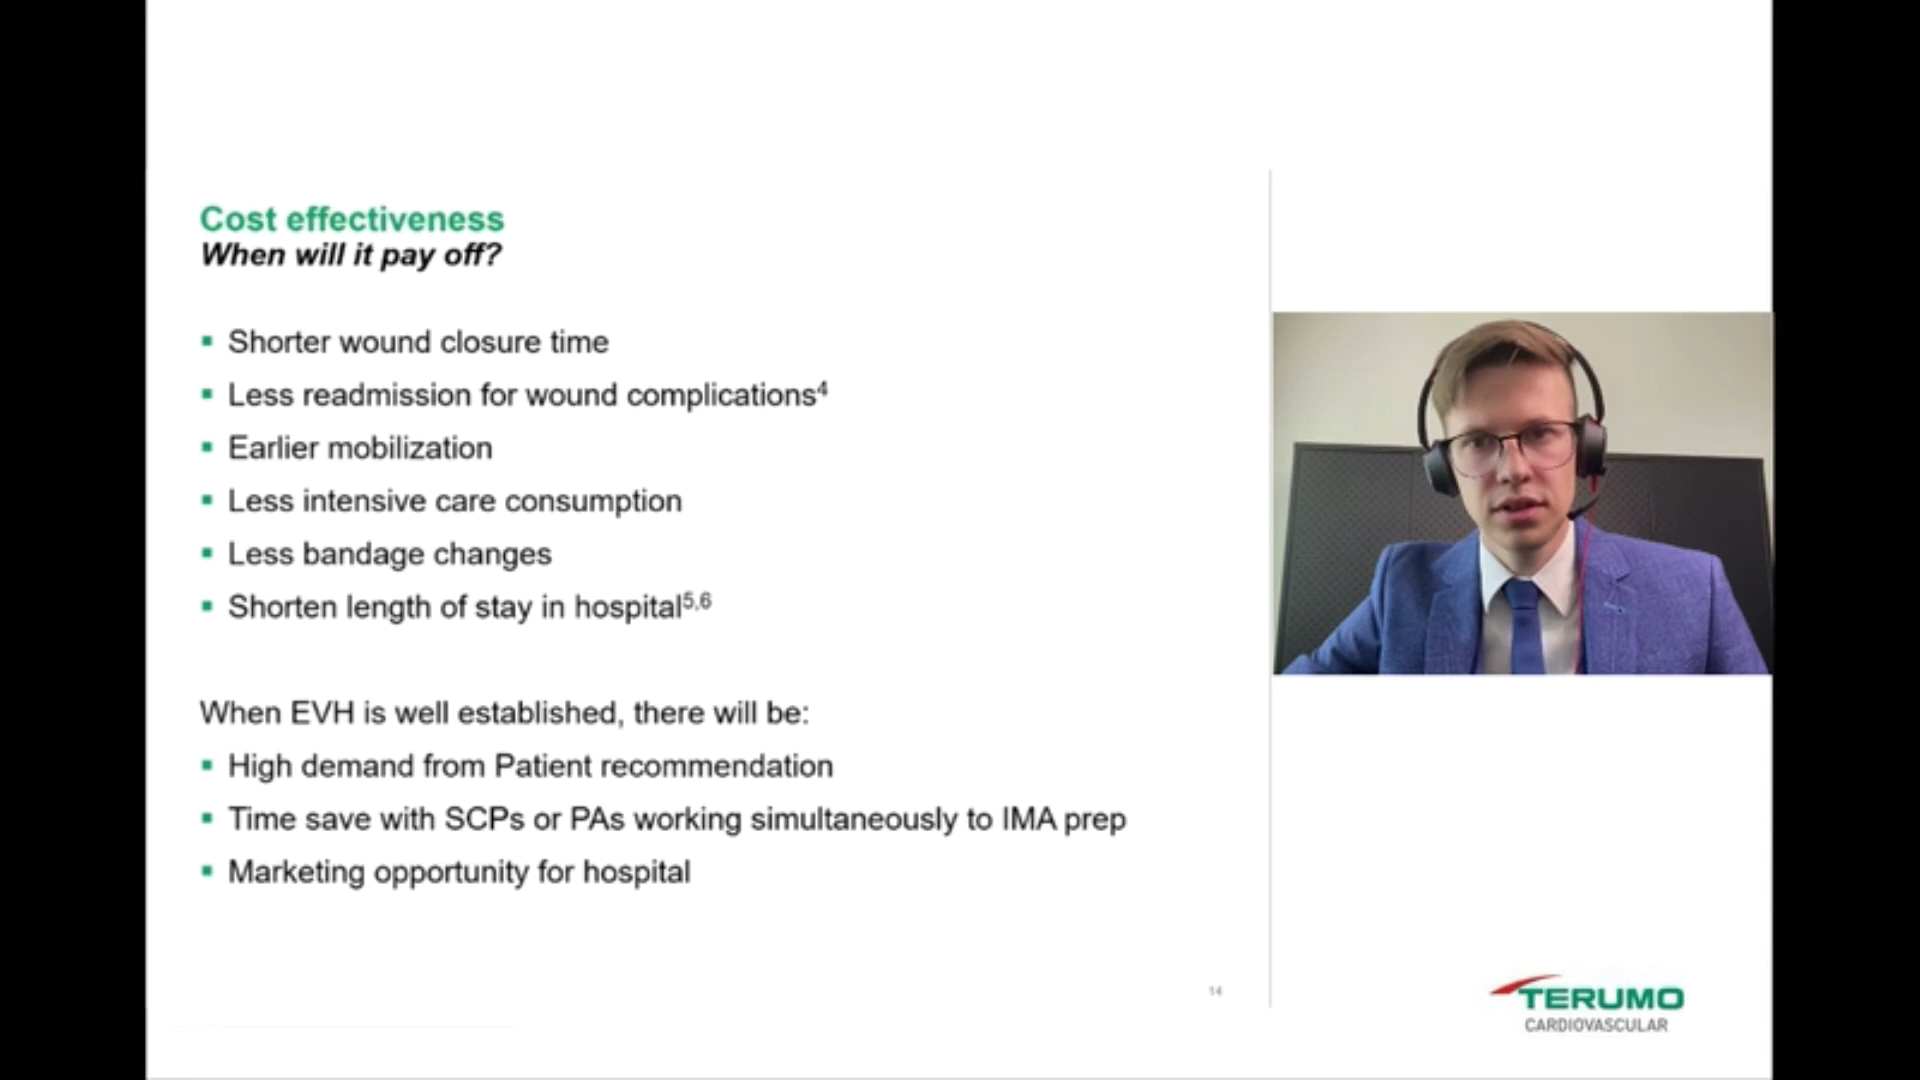 Cost effectiveness
When will it pay off?
▪ Shorter wound closure time
▪ Less readmission for wound complications⁴
▪ Earlier mobilization
▪ Less intensive care consumption
▪ Less bandage changes
▪ Shorten length of stay in hospital⁵,⁶
When EVH is well established, there will be:
▪ High demand from Patient recommendation
▪ Time save with SCPs or PAs working simultaneously to IMA prep
▪ Marketing opportunity for hospital
14
TERUMO
CARDIOVASCULAR